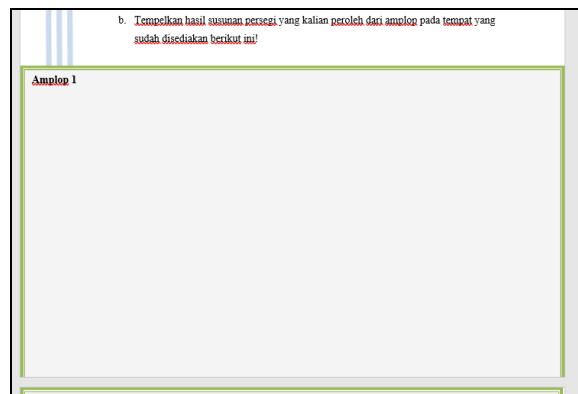 b. Tempelkan hasil susunan persegi yang kalian peroleh dari amplop pada tempat yang
sudah disediakan berikut ini!
Amplop 1